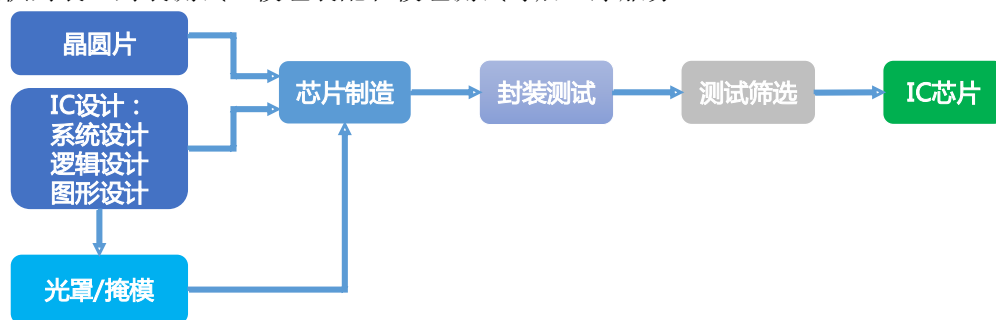 晶圆片
IC设计：
系统设计
逻辑设计
图形设计
光罩/掩模
芯片制造
封装测试
测试筛选
IC芯片